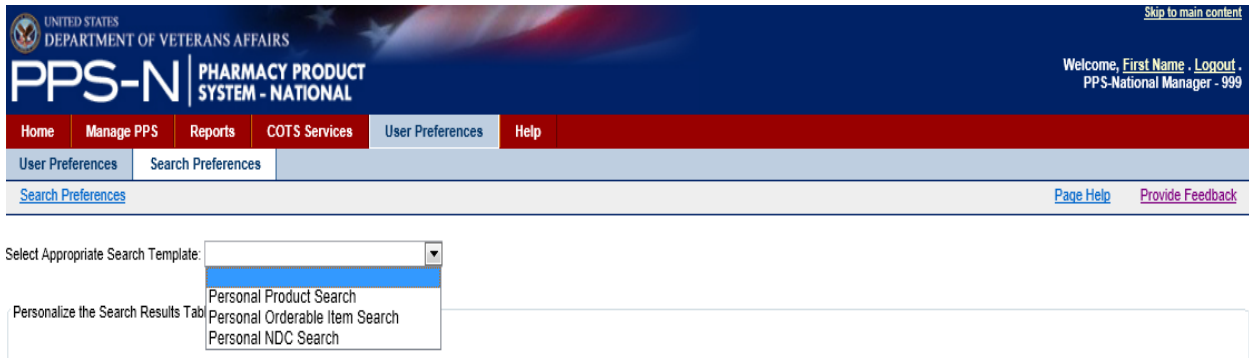 Skip to main content
UNITED STATES
DEPARTMENT OF VETERANS AFFAIRS
PPS-N PHARMACY PRODUCT
SYSTEM - NATIONAL
Welcome, First Name . Logout .
PPS-National Manager - 999
Home Manage PPS Reports COTS Services User Preferences Help
User Preferences Search Preferences
Search Preferences Page Help Provide Feedback
Select Appropriate Search Template:
Personal Product Search
Personalize the Search Results Tabl
Personal Orderable Item Search
Personal NDC Search